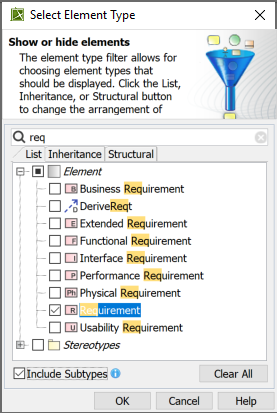 Select Element Type
Show or hide elements
The element type filter allows for
choosing element types that
should be displayed. Click the List,
Inheritance, or Structural button
to change the arrangement of
req
List Inheritance Structural
Element
B Business Requirement
DeriveReqt
E Extended Requirement
F Functional Requirement
I Interface Requirement
P Performance Requirement
Ph Physical Requirement
R Requirement
U Usability Requirement
Stereotypes
Include Subtypes Clear All
OK Cancel Help